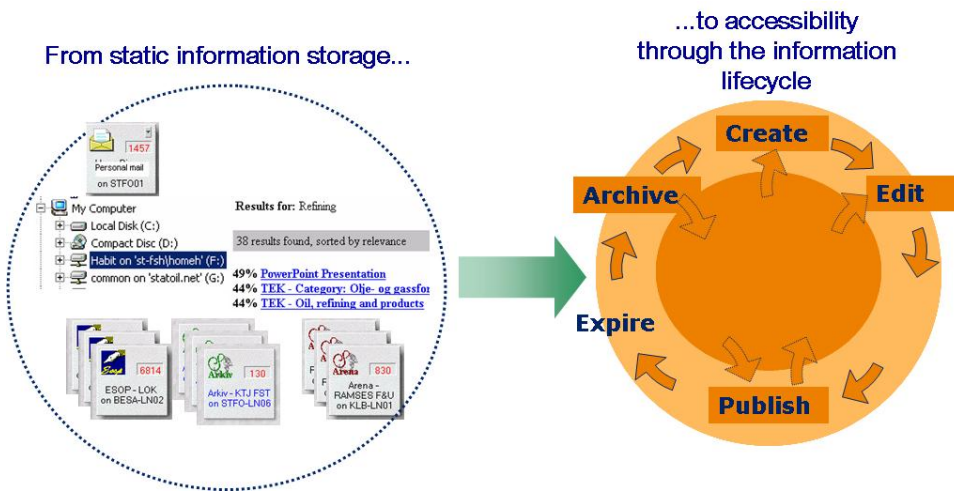 From static information storage...
...to accessibility
through the information
lifecycle
1457
Personal mail
on STFO01
My Computer
Local Disk (C:)
Compact Disc (D:)
Habit on 'st-fsh\homeh' (F:)
common on 'statoil.net' (G:)
Results for: Refining
38 results found, sorted by relevance
49% PowerPoint Presentation
44% TEK - Category: Olje- og gassfor
44% TEK - Oil, refining and products
Esop
6814
ESOP - LOK
on BESA-LN02
Arkiv
130
Arkiv - KTJ FST
on STFO-LN06
Arena
830
Arena -
RAMSES F&U
on KLB-LN01
Create
Edit
Publish
Expire
Archive